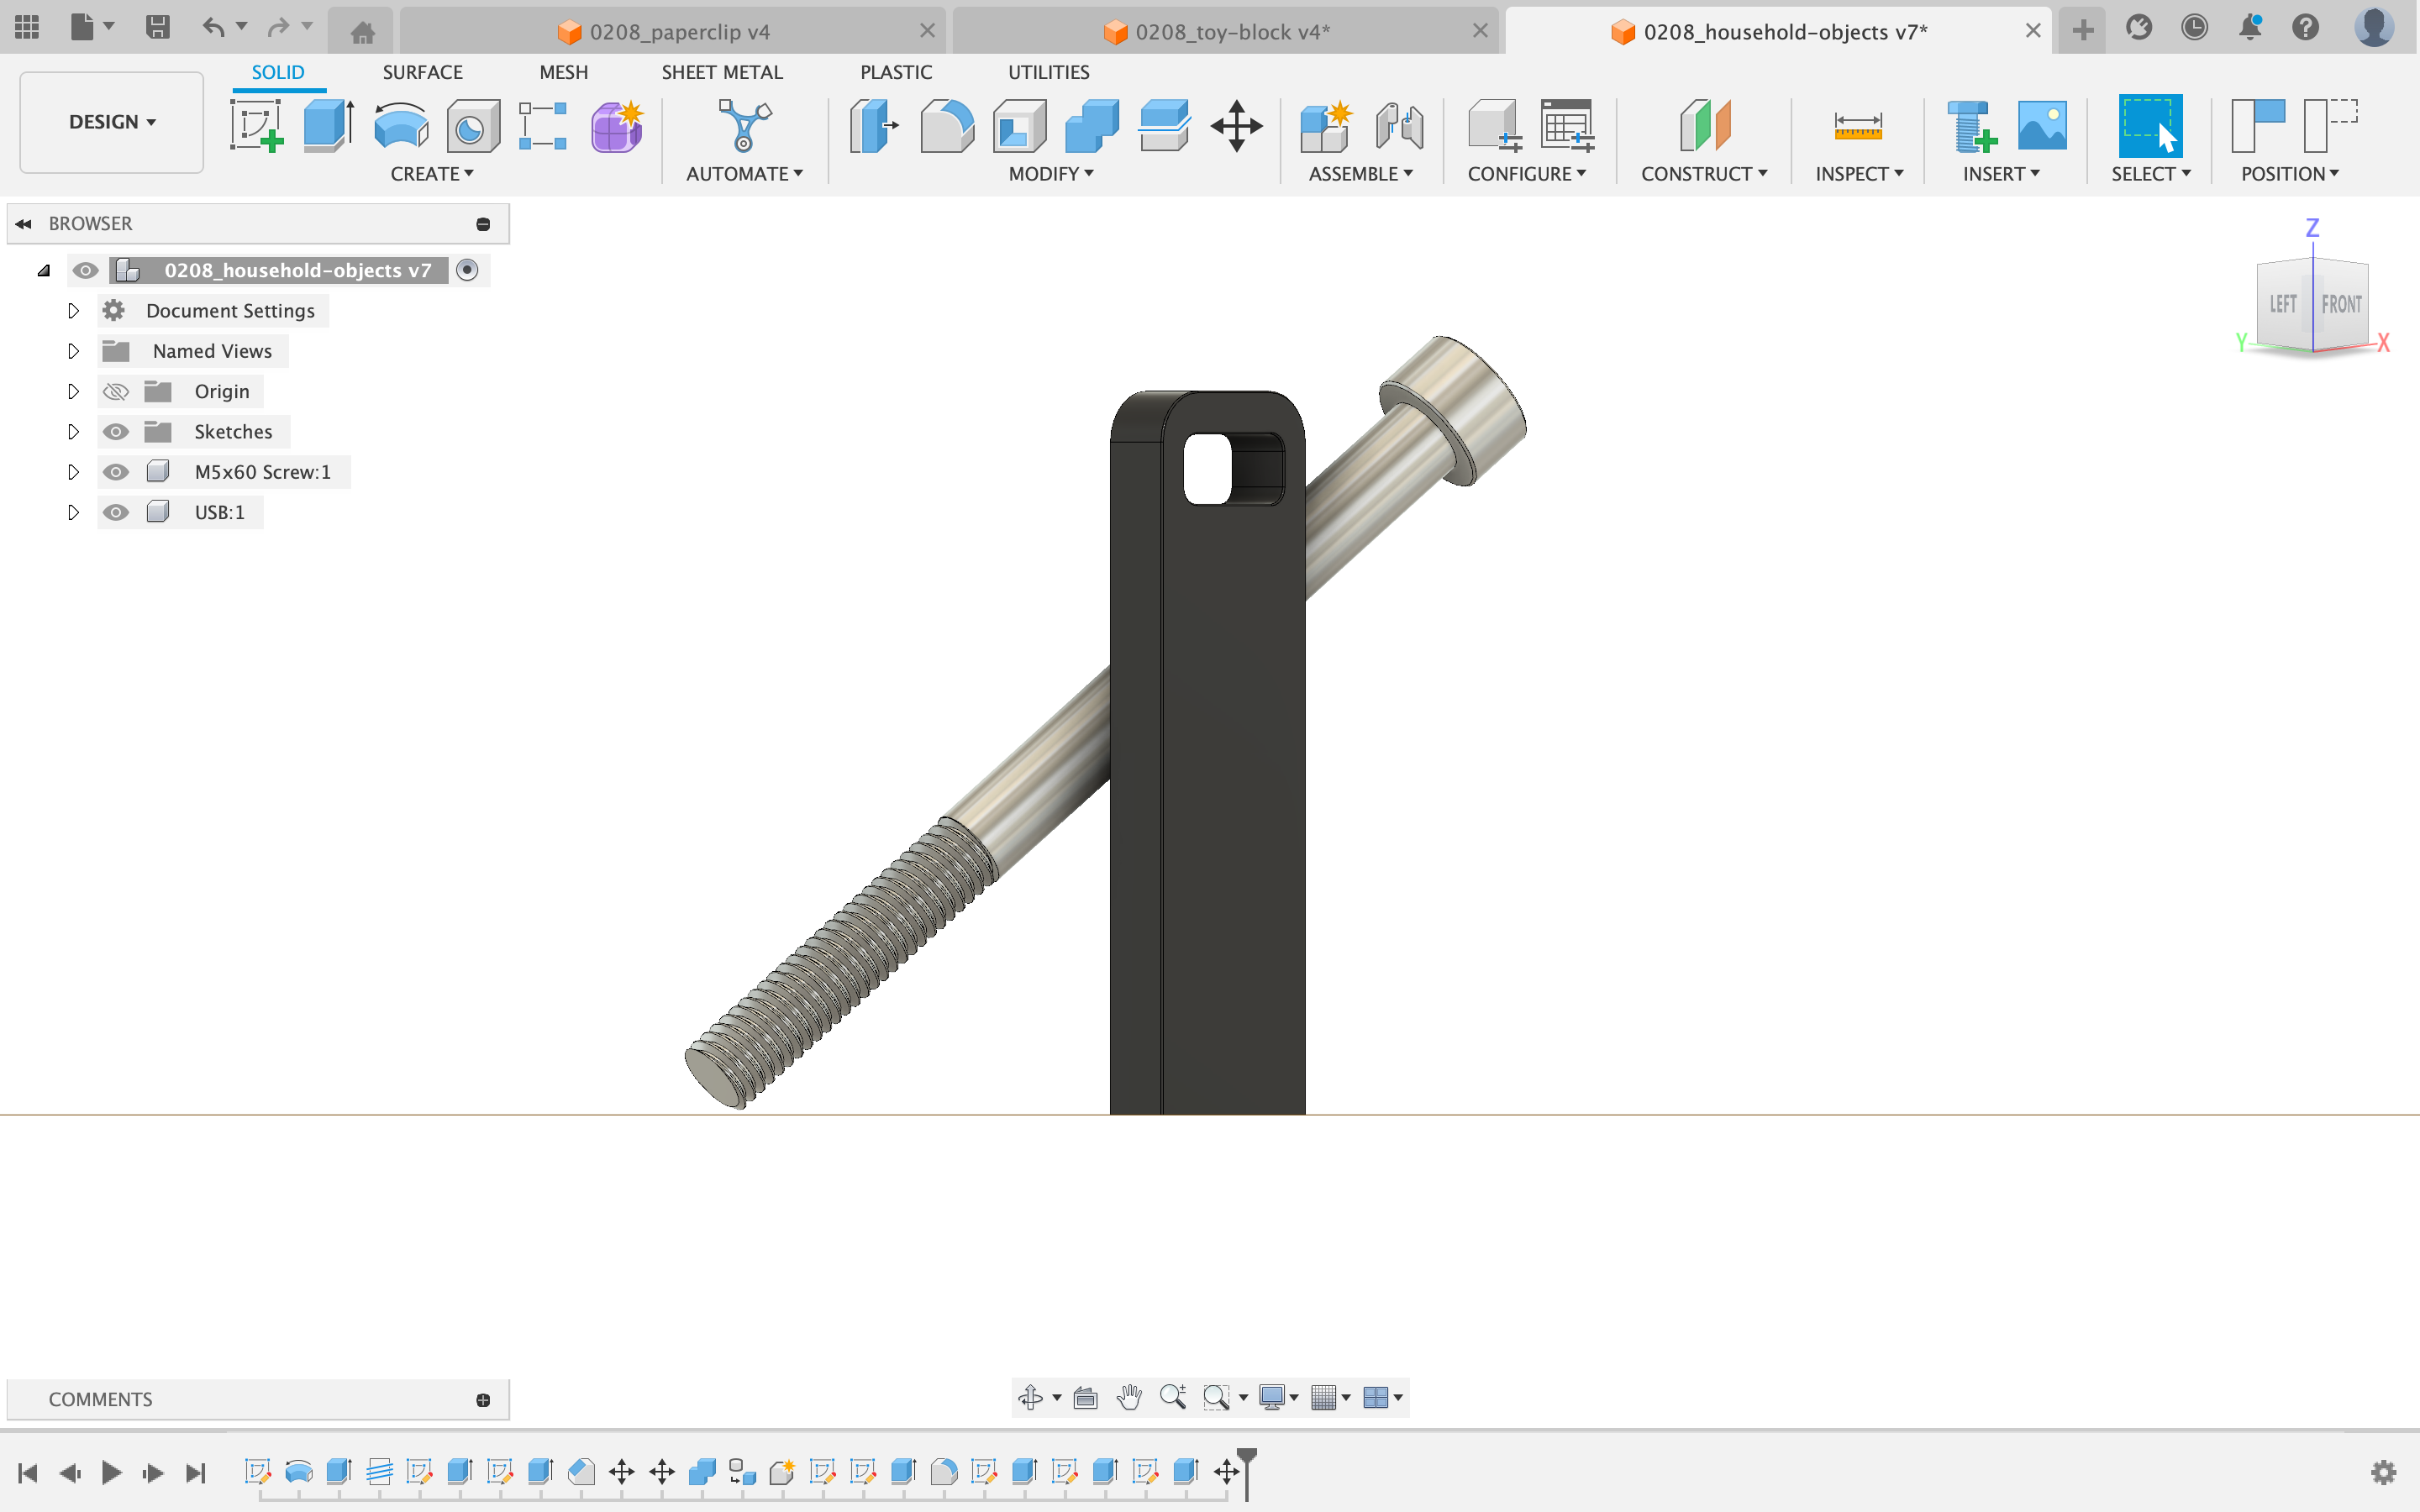 0208_paperclip v4
0208_toy-block v4*
0208_household-objects v7*
SOLID
SURFACE
MESH
SHEET METAL
PLASTIC
UTILITIES
DESIGN
CREATE
AUTOMATE
MODIFY
ASSEMBLE
CONFIGURE
CONSTRUCT
INSPECT
INSERT
SELECT
POSITION
BROWSER
0208_household-objects v7
Document Settings
Named Views
Origin
Sketches
M5x60 Screw:1
USB:1
Z
LEFT
FRONT
Y
X
COMMENTS